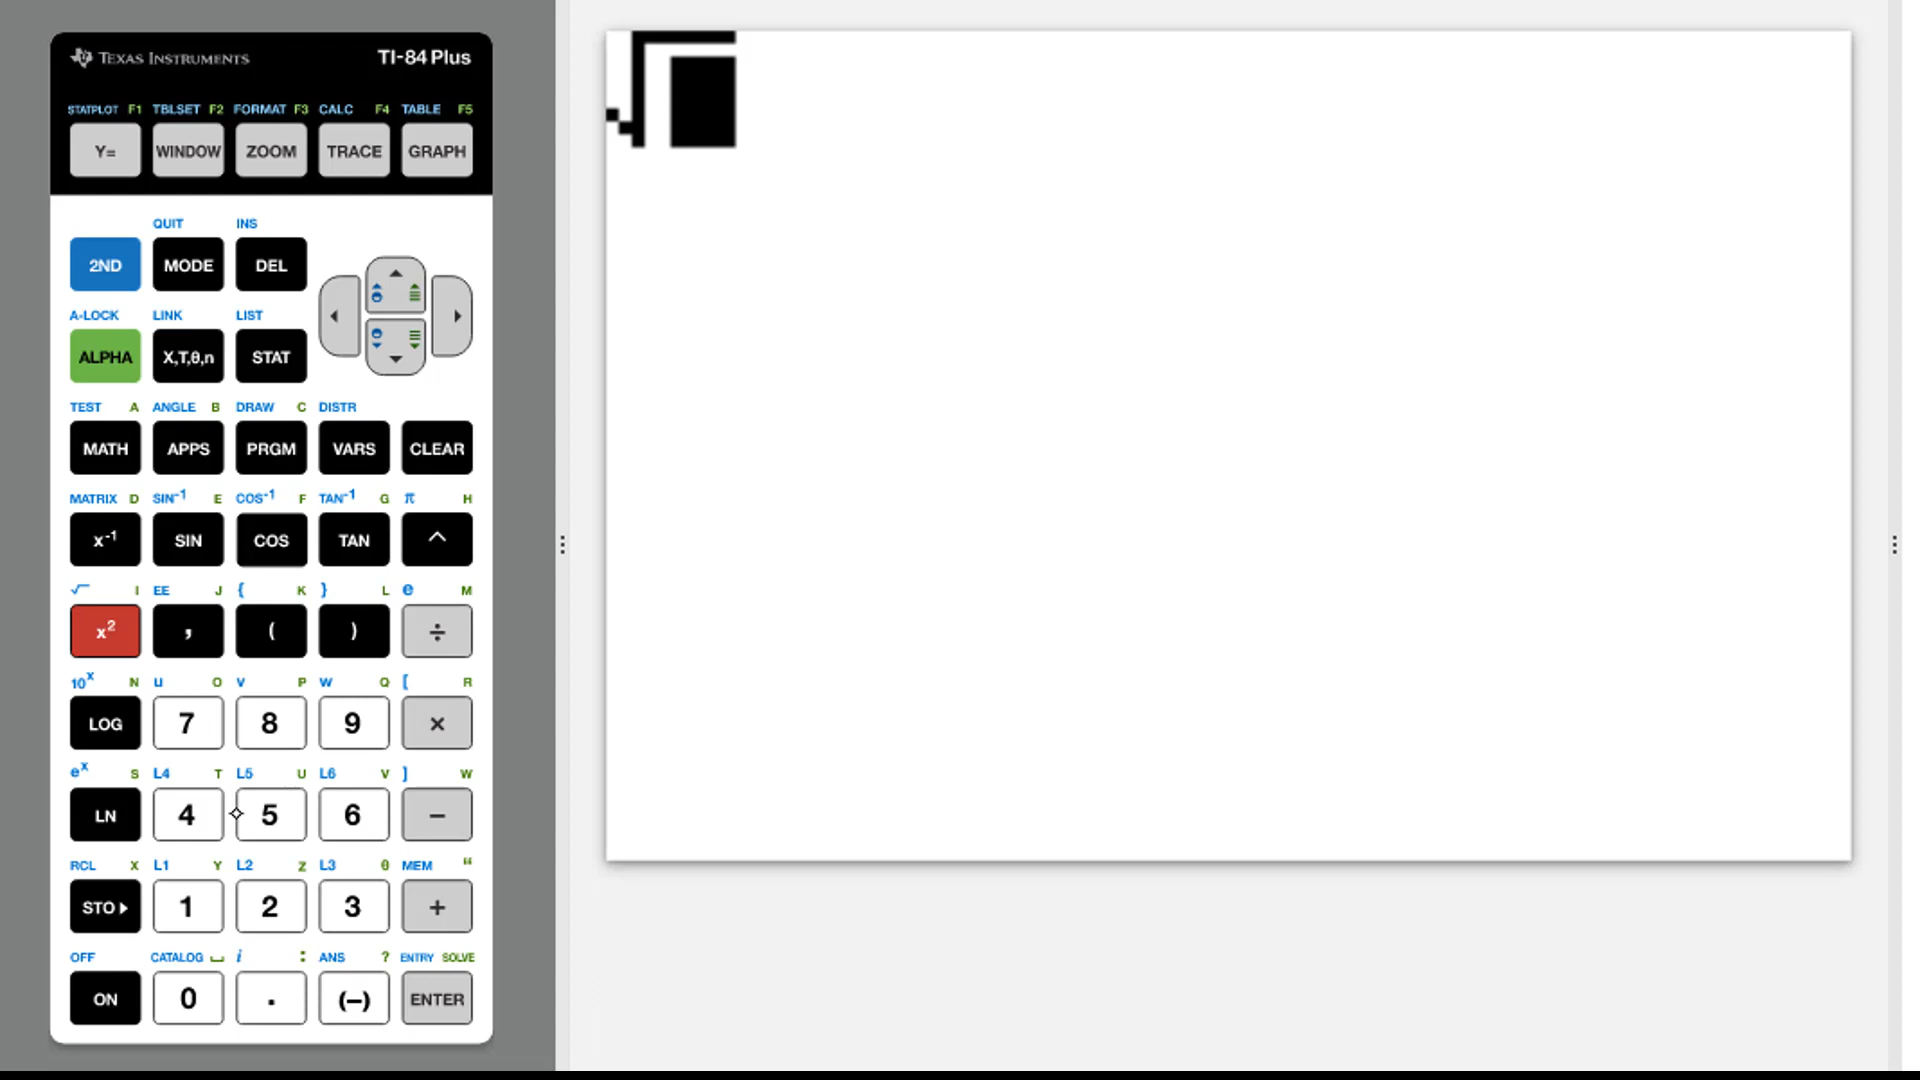 TEXAS INSTRUMENTS TI-84 Plus
STATPLOT F1 TBLSET F2 FORMAT F3 CALC F4 TABLE F5
Y= WINDOW ZOOM TRACE GRAPH
QUIT INS
2ND MODE DEL
A-LOCK LINK LIST
ALPHA X,T,θ,n STAT
TEST A ANGLE B DRAW C DISTR
MATH APPS PRGM VARS CLEAR
MATRIX D SIN⁻¹ E COS⁻¹ F TAN⁻¹ G π H
x⁻¹ SIN COS TAN ^
√ I EE J { K } L e M
x² , ( ) ÷
10ˣ N u O v P w Q [ R
LOG 7 8 9 ×
eˣ S L4 T L5 U L6 V ] W
LN 4 5 6 −
RCL X L1 Y L2 Z L3 θ MEM “
STO▸ 1 2 3 +
OFF CATALOG ⎵ i : ANS ? ENTRY SOLVE
ON 0 . (−) ENTER
√